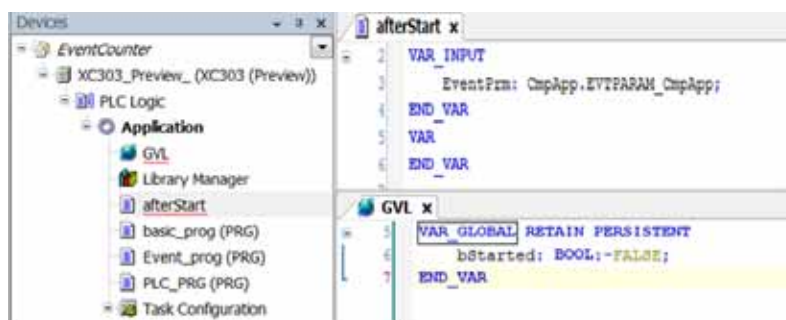 Devices
EventCounter
XC303_Preview_ (XC303 (Preview))
PLC Logic
Application
GVL
Library Manager
afterStart
basic_prog (PRG)
Event_prog (PRG)
PLC_PRG (PRG)
Task Configuration
afterStart x
2 VAR_INPUT
3 EventPrm: CmpApp.EVTPARAM_CmpApp;
4 END_VAR
5 VAR
6 END_VAR
GVL x
5 VAR_GLOBAL RETAIN PERSISTENT
6 bStarted: BOOL:=FALSE;
7 END_VAR